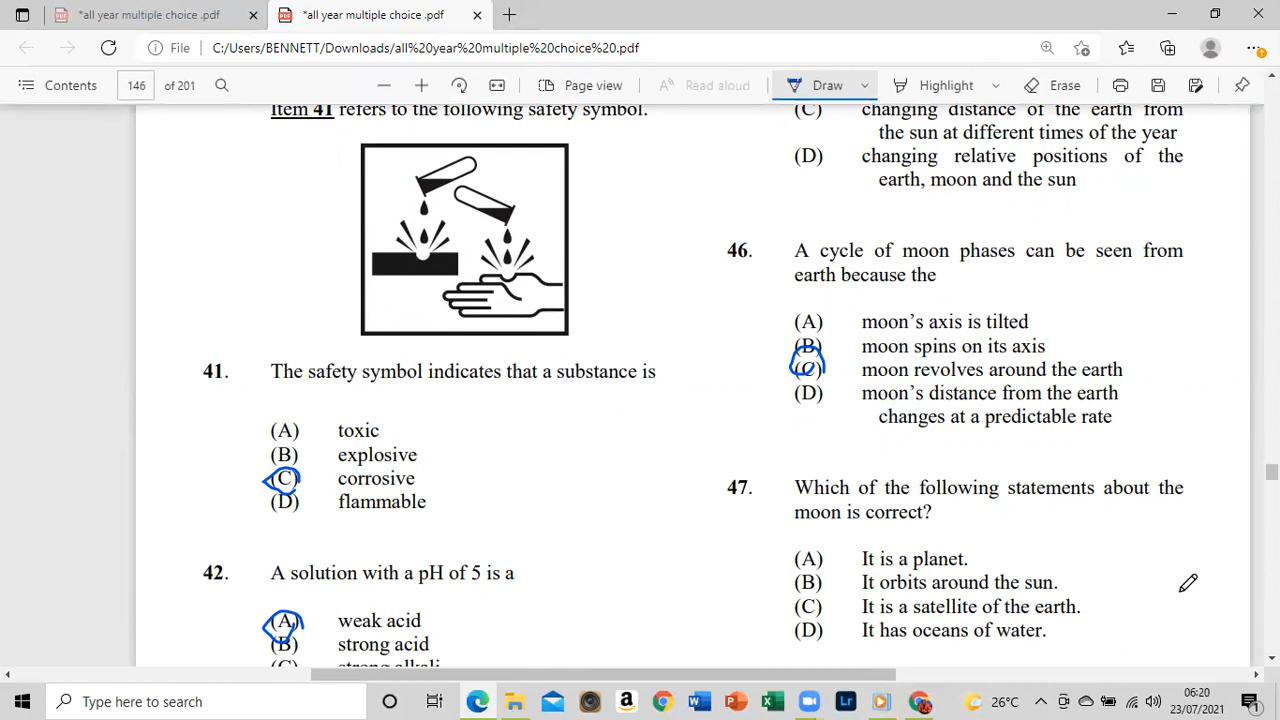 *all year multiple choice .pdf
*all year multiple choice .pdf
File
C:/Users/BENNETT/Downloads/all%20year%20multiple%20choice%20.pdf
Contents
146
of 201
Page view
Read aloud
Draw
Highlight
Erase
Item 41 refers to the following safety symbol.
41. The safety symbol indicates that a substance is
(A) toxic
(B) explosive
(C) corrosive
(D) flammable
42. A solution with a pH of 5 is a
(A) weak acid
(B) strong acid
(C) strong alkali
(C) changing distance of the earth from
the sun at different times of the year
(D) changing relative positions of the
earth, moon and the sun
46. A cycle of moon phases can be seen from
earth because the
(A) moon's axis is tilted
(B) moon spins on its axis
(C) moon revolves around the earth
(D) moon's distance from the earth
changes at a predictable rate
47. Which of the following statements about the
moon is correct?
(A) It is a planet.
(B) It orbits around the sun.
(C) It is a satellite of the earth.
(D) It has oceans of water.
Type here to search
26°C
06:20
23/07/2021